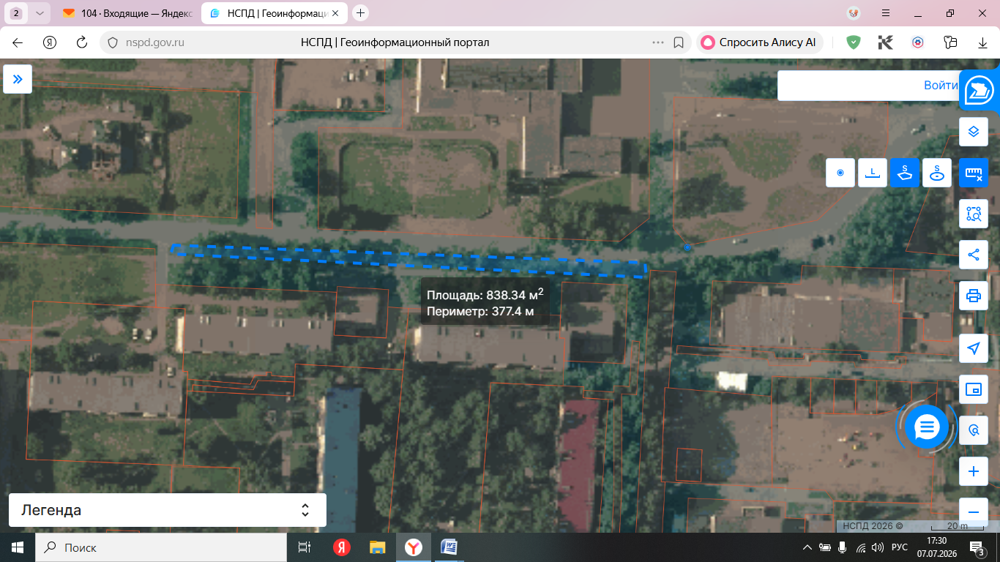 2
104 · Входящие — Яндекс
НСПД | Геоинформаци
nspd.gov.ru
НСПД | Геоинформационный портал
Спросить Алису AI
Войти
L
S
S
Площадь: 838.34 м2
Периметр: 377.4 м
Легенда
НСПД 2026 ©
20 m
Поиск
РУС
17:30
07.07.2026
3